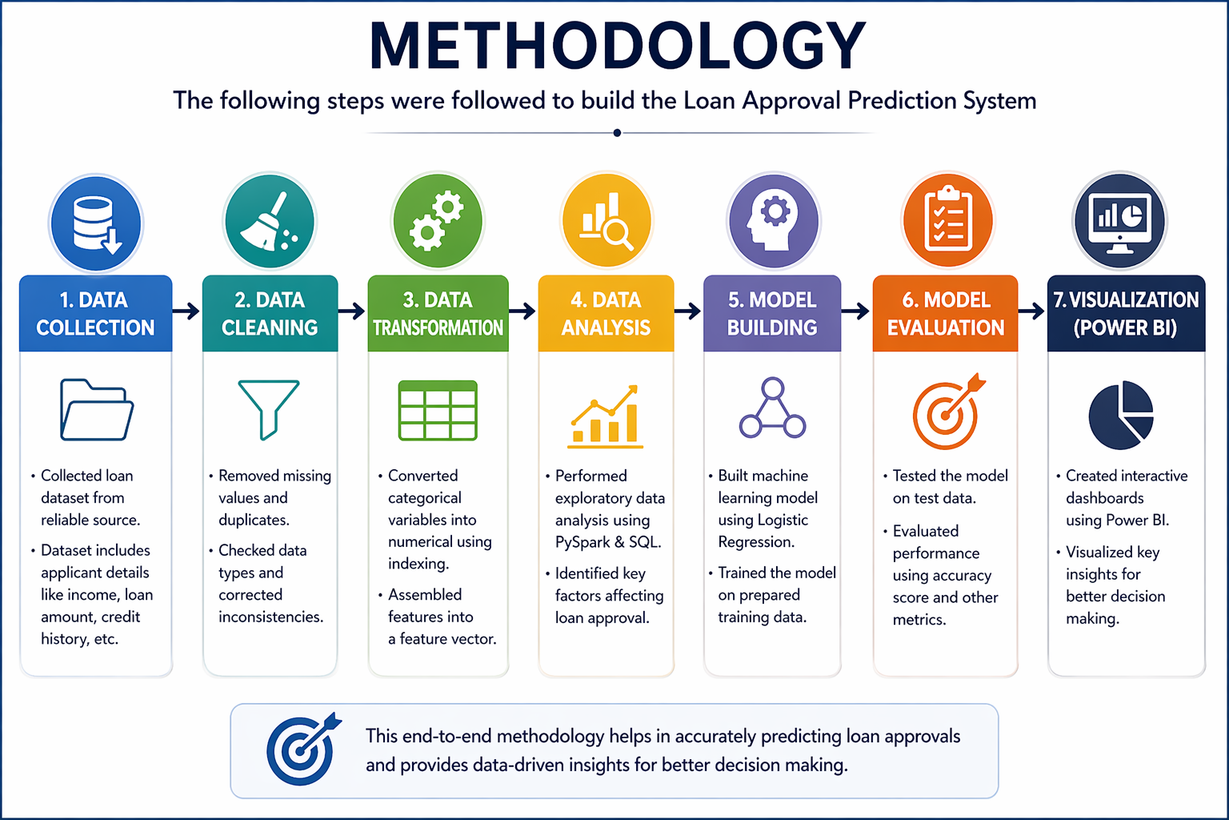 METHODOLOGY
The following steps were followed to build the Loan Approval Prediction System
1. DATA
COLLECTION
• Collected loan
dataset from
reliable source.
• Dataset includes
applicant details
like income, loan
amount, credit
history, etc.
2. DATA
CLEANING
• Removed missing
values and
duplicates.
• Checked data
types and
corrected
inconsistencies.
3. DATA
TRANSFORMATION
• Converted
categorical
variables into
numerical using
indexing.
• Assembled
features into
a feature vector.
4. DATA
ANALYSIS
• Performed
exploratory data
analysis using
PySpark & SQL.
• Identified key
factors affecting
loan approval.
5. MODEL
BUILDING
• Built machine
learning model
using Logistic
Regression.
• Trained the model
on prepared
training data.
6. MODEL
EVALUATION
• Tested the model
on test data.
• Evaluated
performance
using accuracy
score and other
metrics.
7. VISUALIZATION
(POWER BI)
• Created interactive
dashboards
using Power BI.
• Visualized key
insights for
better decision
making.
This end-to-end methodology helps in accurately predicting loan approvals
and provides data-driven insights for better decision making.